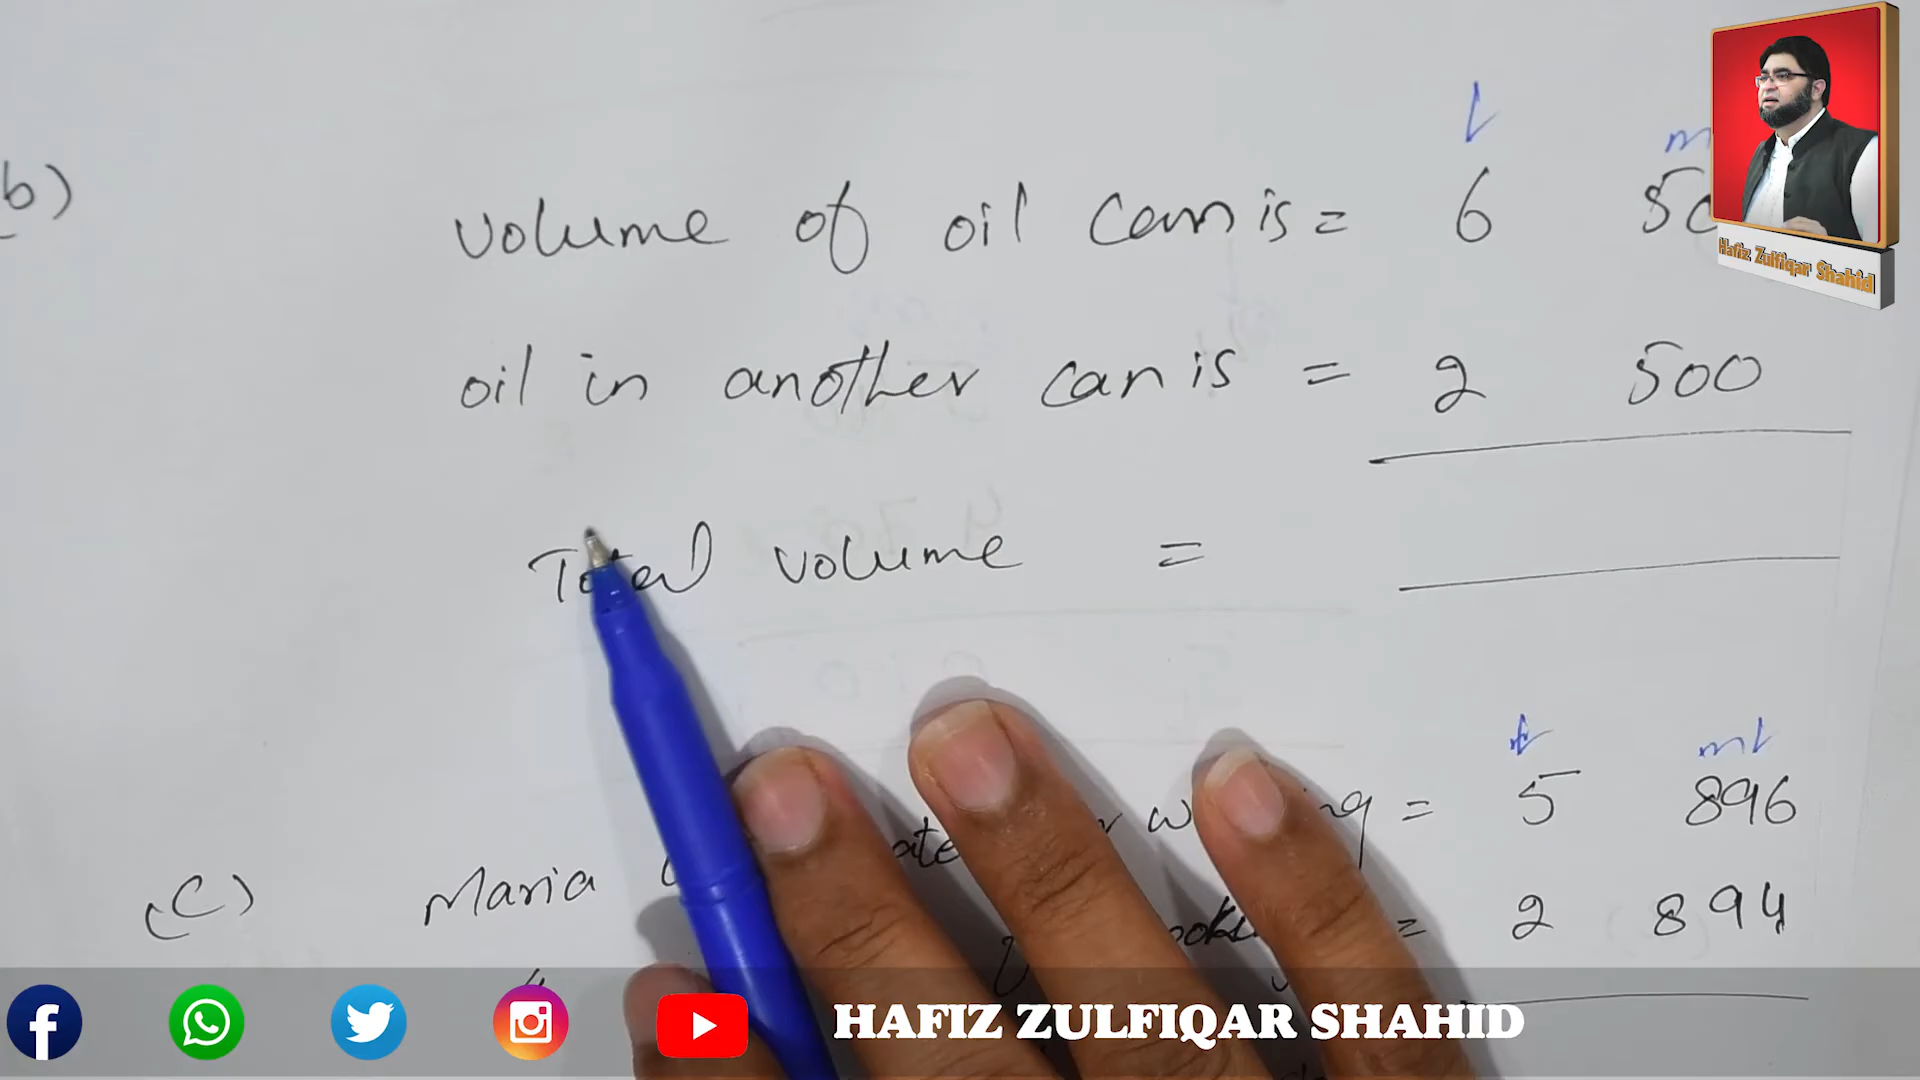 l
(b) volume of oil can is = 6
oil in another can is = 2 500
Total volume =
l ml
= 5 896
(C) Maria
= 2 894
Hafiz Zulfiqar Shahid
HAFIZ ZULFIQAR SHAHID